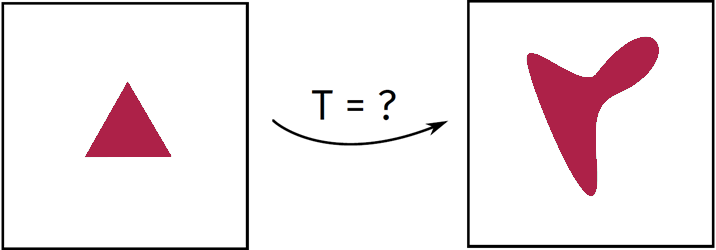 T = ?